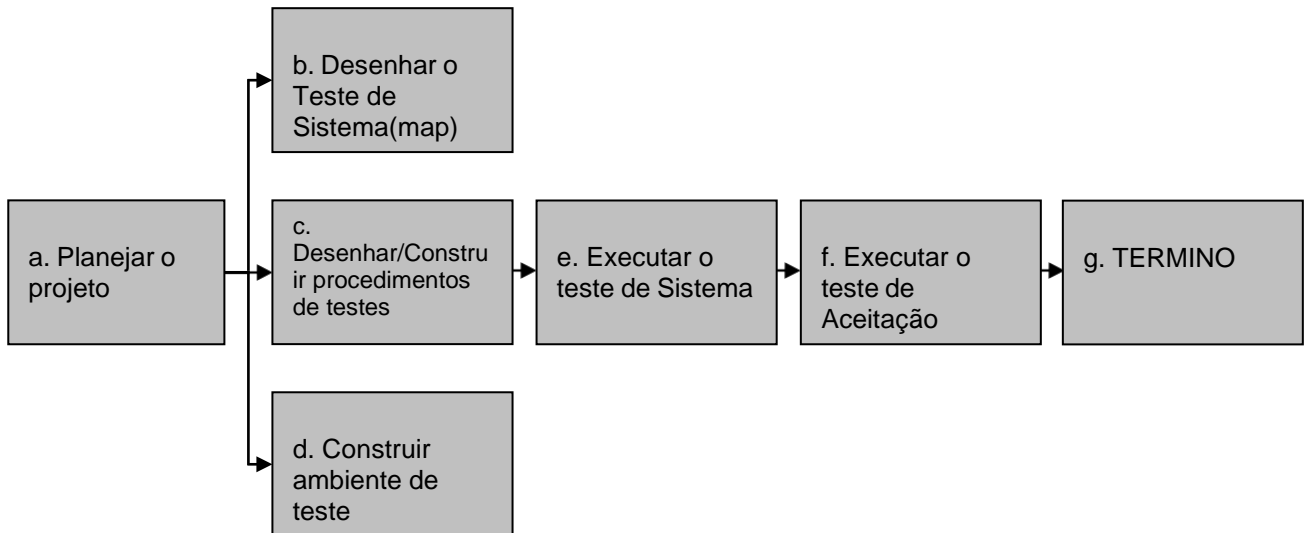 b. Desenhar o
Teste de
Sistema(map)
a. Planejar o
projeto
c.
Desenhar/Constru
ir procedimentos
de testes
e. Executar o
teste de Sistema
f. Executar o
teste de
Aceitação
g. TERMINO
d. Construir
ambiente de
teste